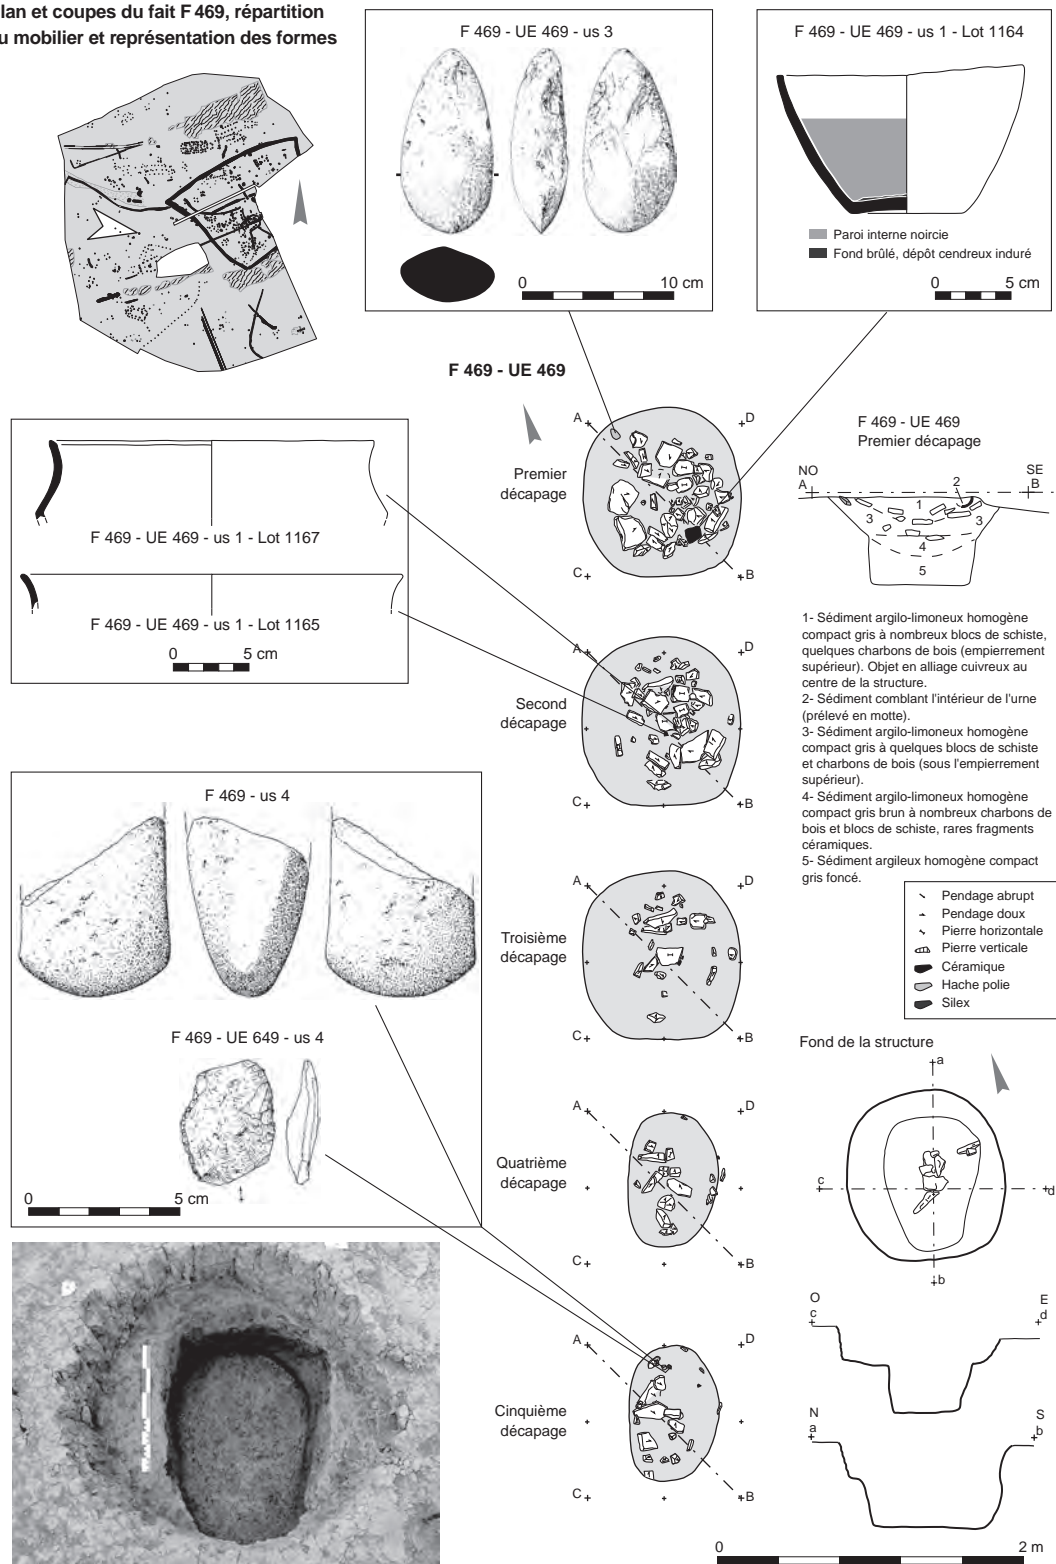 lan et coupes du fait F 469, répartition
u mobilier et représentation des formes
F 469 - UE 469 - us 3
0 10 cm
F 469 - UE 469 - us 1 - Lot 1164
Paroi interne noircie
Fond brûlé, dépôt cendreux induré
0 5 cm
F 469 - UE 469
F 469 - UE 469 - us 1 - Lot 1167
F 469 - UE 469 - us 1 - Lot 1165
0 5 cm
Premier
décapage
A
D
C
B
F 469 - UE 469
Premier décapage
NO
A
SE
B
2
1
3
3
4
5
Second
décapage
A
D
C
B
1- Sédiment argilo-limoneux homogène
compact gris à nombreux blocs de schiste,
quelques charbons de bois (empierrement
supérieur). Objet en alliage cuivreux au
centre de la structure.
2- Sédiment comblant l'intérieur de l'urne
(prélevé en motte).
3- Sédiment argilo-limoneux homogène
compact gris à quelques blocs de schiste
et charbons de bois (sous l'empierrement
supérieur).
4- Sédiment argilo-limoneux homogène
compact gris brun à nombreux charbons de
bois et blocs de schiste, rares fragments
céramiques.
5- Sédiment argileux homogène compact
gris foncé.
F 469 - us 4
F 469 - UE 649 - us 4
0 5 cm
Troisième
décapage
A
D
C
B
Pendage abrupt
Pendage doux
Pierre horizontale
Pierre verticale
Céramique
Hache polie
Silex
Quatrième
décapage
A
D
C
B
Fond de la structure
a
c
d
b
Cinquième
décapage
A
D
C
B
O
c
E
d
N
a
S
b
0 2 m